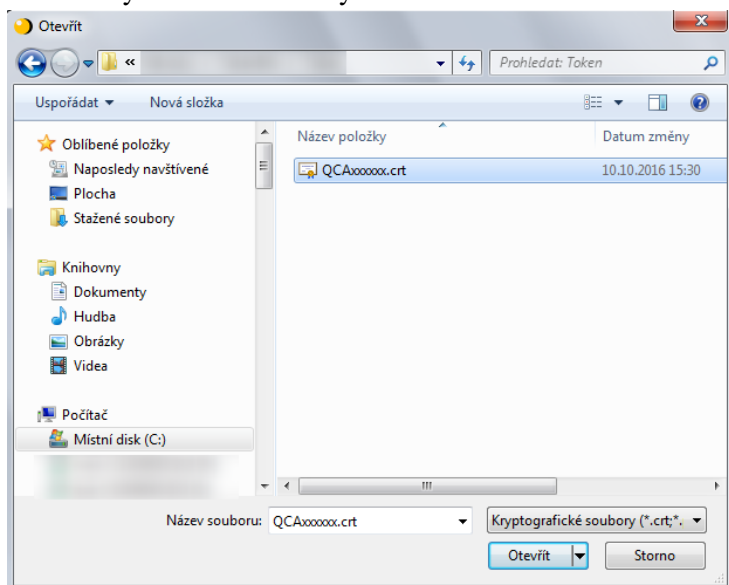 Otevřít
«
Prohledat: Token
Uspořádat
Nová složka
Název položky
Datum změny
QCAxxxxxx.crt
10.10.2016 15:30
Oblíbené položky
Naposledy navštívené
Plocha
Stažené soubory
Knihovny
Dokumenty
Hudba
Obrázky
Videa
Počítač
Místní disk (C:)
Název souboru:
QCAxxxxxx.crt
Kryptografické soubory (*.crt;*.
Otevřít
Storno